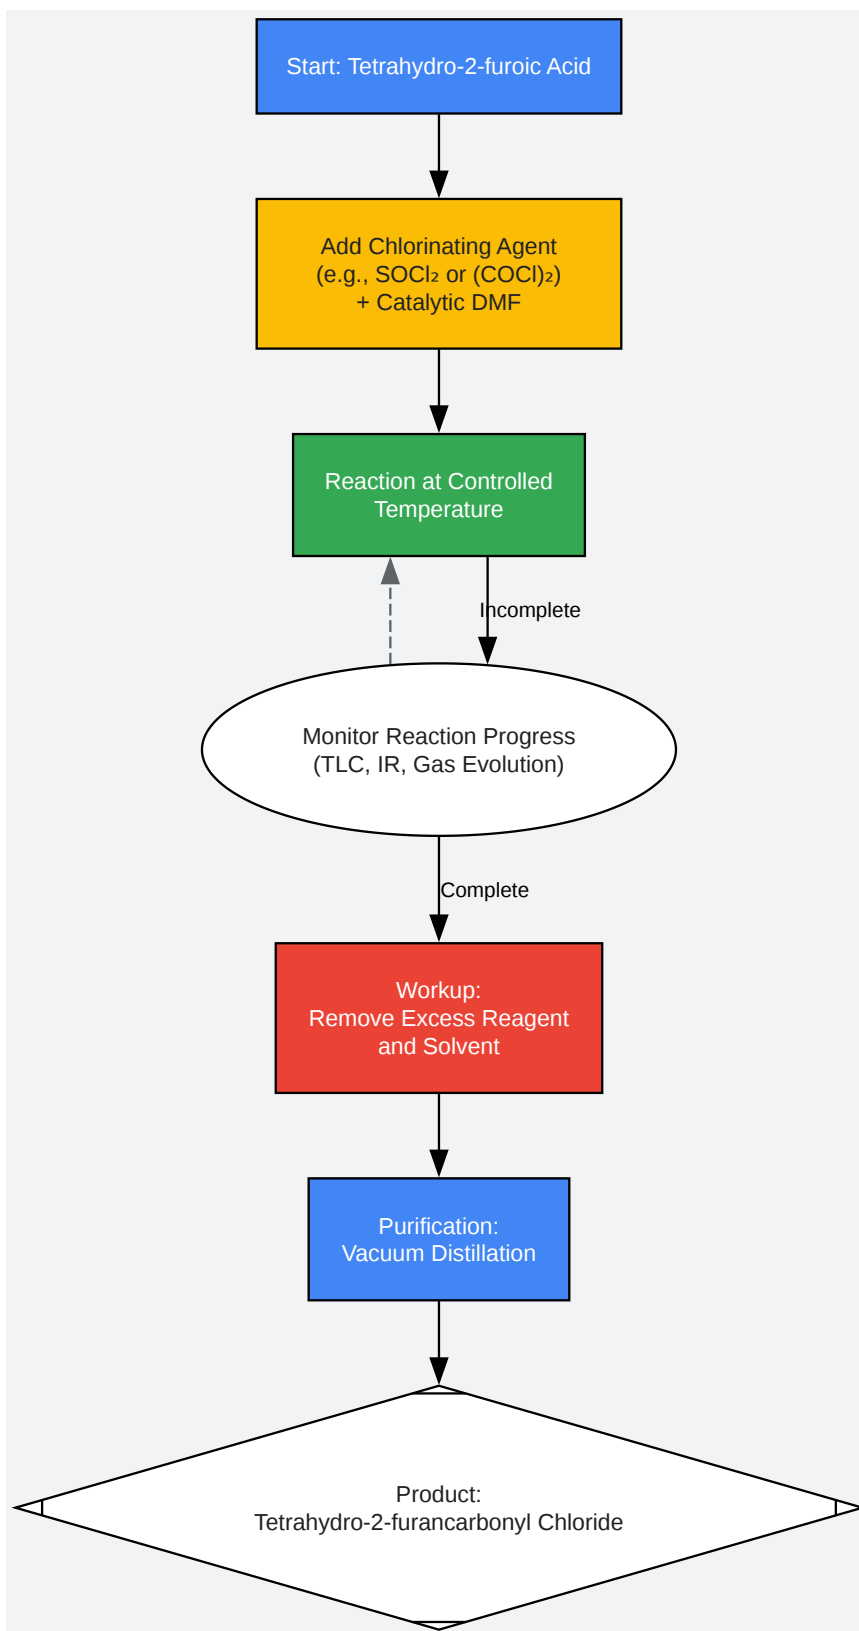 Start: Tetrahydro-2-furoic Acid
Add Chlorinating Agent
(e.g., SOCl₂ or (COCl)₂)
+ Catalytic DMF
Reaction at Controlled
Temperature
Incomplete
Monitor Reaction Progress
(TLC, IR, Gas Evolution)
Complete
Workup:
Remove Excess Reagent
and Solvent
Purification:
Vacuum Distillation
Product:
Tetrahydro-2-furancarbonyl Chloride